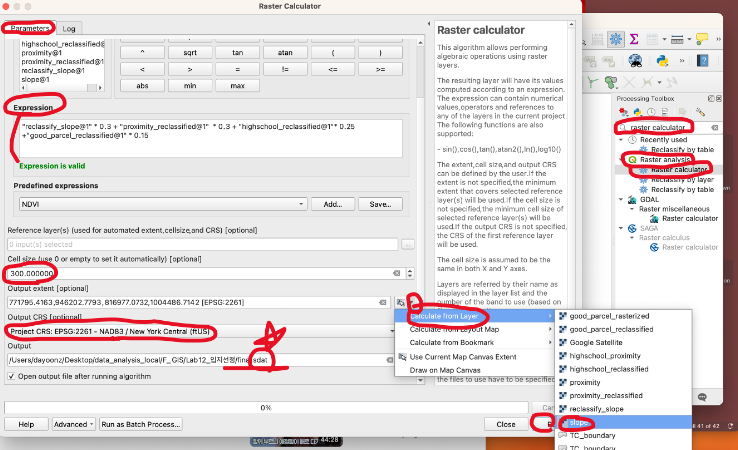 Raster Calculator
Parameters
Log
highschool_reclassified@1
proximity@1
proximity_reclassified@1
reclassify_slope@1
slope@1
^ sqrt tan atan ( )
< > = != <= >=
abs min max
Expression
"reclassify_slope@1" * 0.3 + "proximity_reclassified@1" * 0.3 + "highschool_reclassified@1"* 0.25
+"good_parcel_reclassified@1" * 0.15
Expression is valid
Predefined expressions
NDVI
Add...
Save...
Reference layer(s) (used for automated extent,cellsize,and CRS) [optional]
0 input(s) selected
...
Cell size (use 0 or empty to set it automatically) [optional]
300.000000
Output extent [optional]
771795.4163,946202.7793, 816977.0732,1004486.7142 [EPSG:2261]
Output CRS [optional]
Project CRS: EPSG:2261 - NAD83 / New York Central (ftUS)
Output
/Users/dayoonz/Desktop/data_analysis_local/F_GIS/Lab12_입지선정/final.sdat
Open output file after running algorithm
0%
Help
Advanced
Run as Batch Process...
Close
Raster calculator
This algorithm allows performing
algebraic operations using raster
layers.
The resulting layer will have its values
computed according to an expression.
The expression can contain numerical
values,operators and references to
any of the layers in the current project
The following functions are also
supported:
- sin(),cos(),tan(),atan2(),ln(),log10()
The extent,cell size,and output CRS
can be defined by the user.If the
extent is not specified,the minimum
extent that covers selected reference
layer(s) will be used.If the cell size is
not specified,the minimum cell size of
selected reference layer(s) will be
used.If the output CRS is not specified,
the CRS of the first reference layer
will be used.
The cell size is assumed to be the
same in both X and Y axes.
Layers are referred by their name as
displayed in the layer list and the
number of the band to use (based on
the files to use have to be specified
Calculate from Layer
Calculate from Layout Map
Calculate from Bookmark
Use Current Map Canvas Extent
Draw on Map Canvas
good_parcel_rasterized
good_parcel_reclassified
Google Satellite
highschool_proximity
highschool_reclassified
proximity
proximity_reclassified
reclassify_slope
slope
TC_boundary
TC_boundary
Processing Toolbox
raster calculator
Recently used
Reclassify by table
Raster analysis
Raster calculator
Reclassify by layer
Reclassify by table
GDAL
Raster miscellaneous
Raster calculator
SAGA
Raster calculus
Raster calculator
41 of 42
44:28